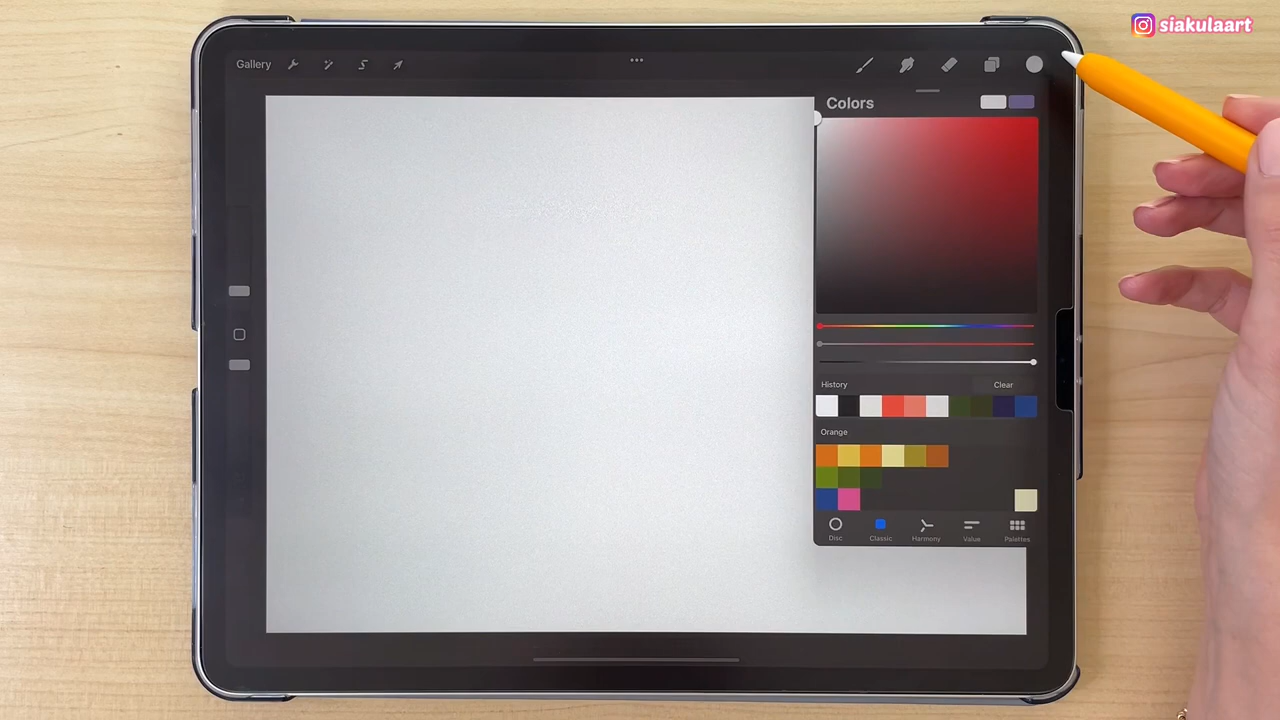 siakulaart
Gallery
Colors
History
Clear
Orange
Disc
Classic
Harmony
Value
Palettes